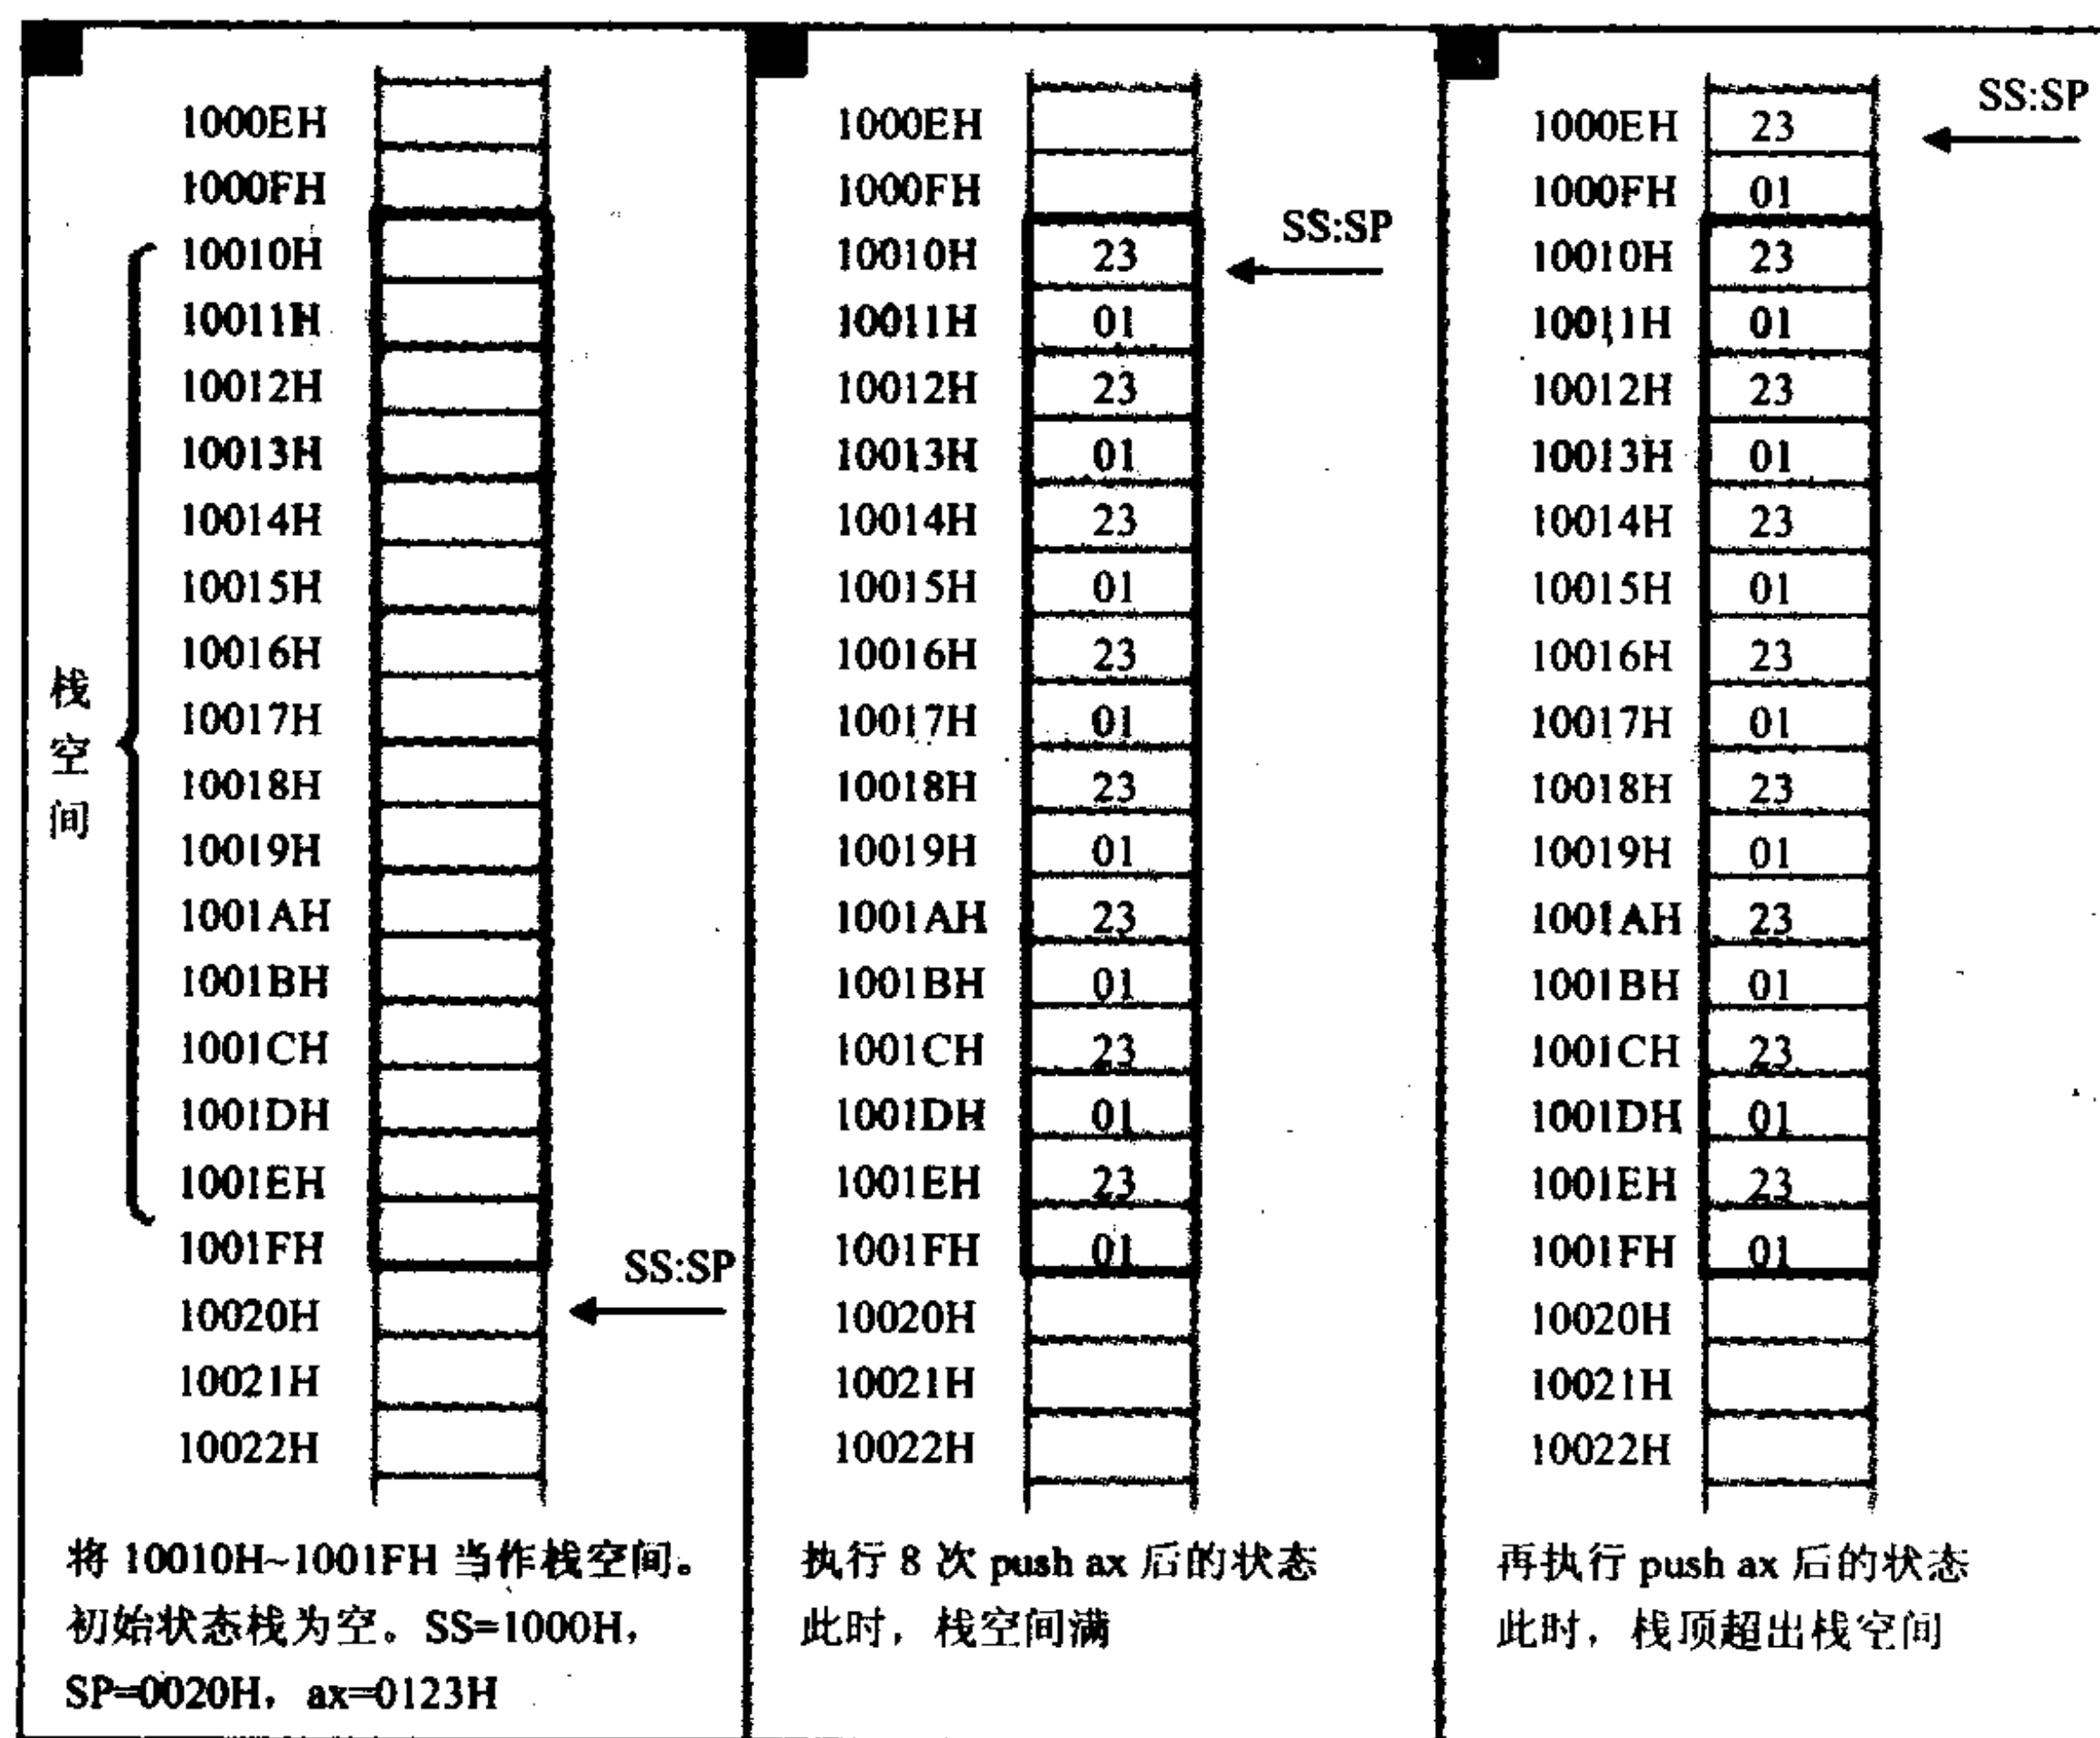 1000EH
1000FH
10010H
10011H
10012H
10013H
10014H
10015H
10016H
10017H
10018H
10019H
1001AH
1001BH
1001CH
1001DH
1001EH
1001FH
10020H
10021H
10022H
栈空间
SS:SP
将 10010H~1001FH 当作栈空间。
初始状态栈为空。SS=1000H，
SP=0020H，ax=0123H
1000EH
1000FH
10010H 23
10011H 01
10012H 23
10013H 01
10014H 23
10015H 01
10016H 23
10017H 01
10018H 23
10019H 01
1001AH 23
1001BH 01
1001CH 23
1001DH 01
1001EH 23
1001FH 01
10020H
10021H
10022H
SS:SP
执行 8 次 push ax 后的状态
此时，栈空间满
1000EH 23
1000FH 01
10010H 23
10011H 01
10012H 23
10013H 01
10014H 23
10015H 01
10016H 23
10017H 01
10018H 23
10019H 01
1001AH 23
1001BH 01
1001CH 23
1001DH 01
1001EH 23
1001FH 01
10020H
10021H
10022H
SS:SP
再执行 push ax 后的状态
此时，栈顶超出栈空间